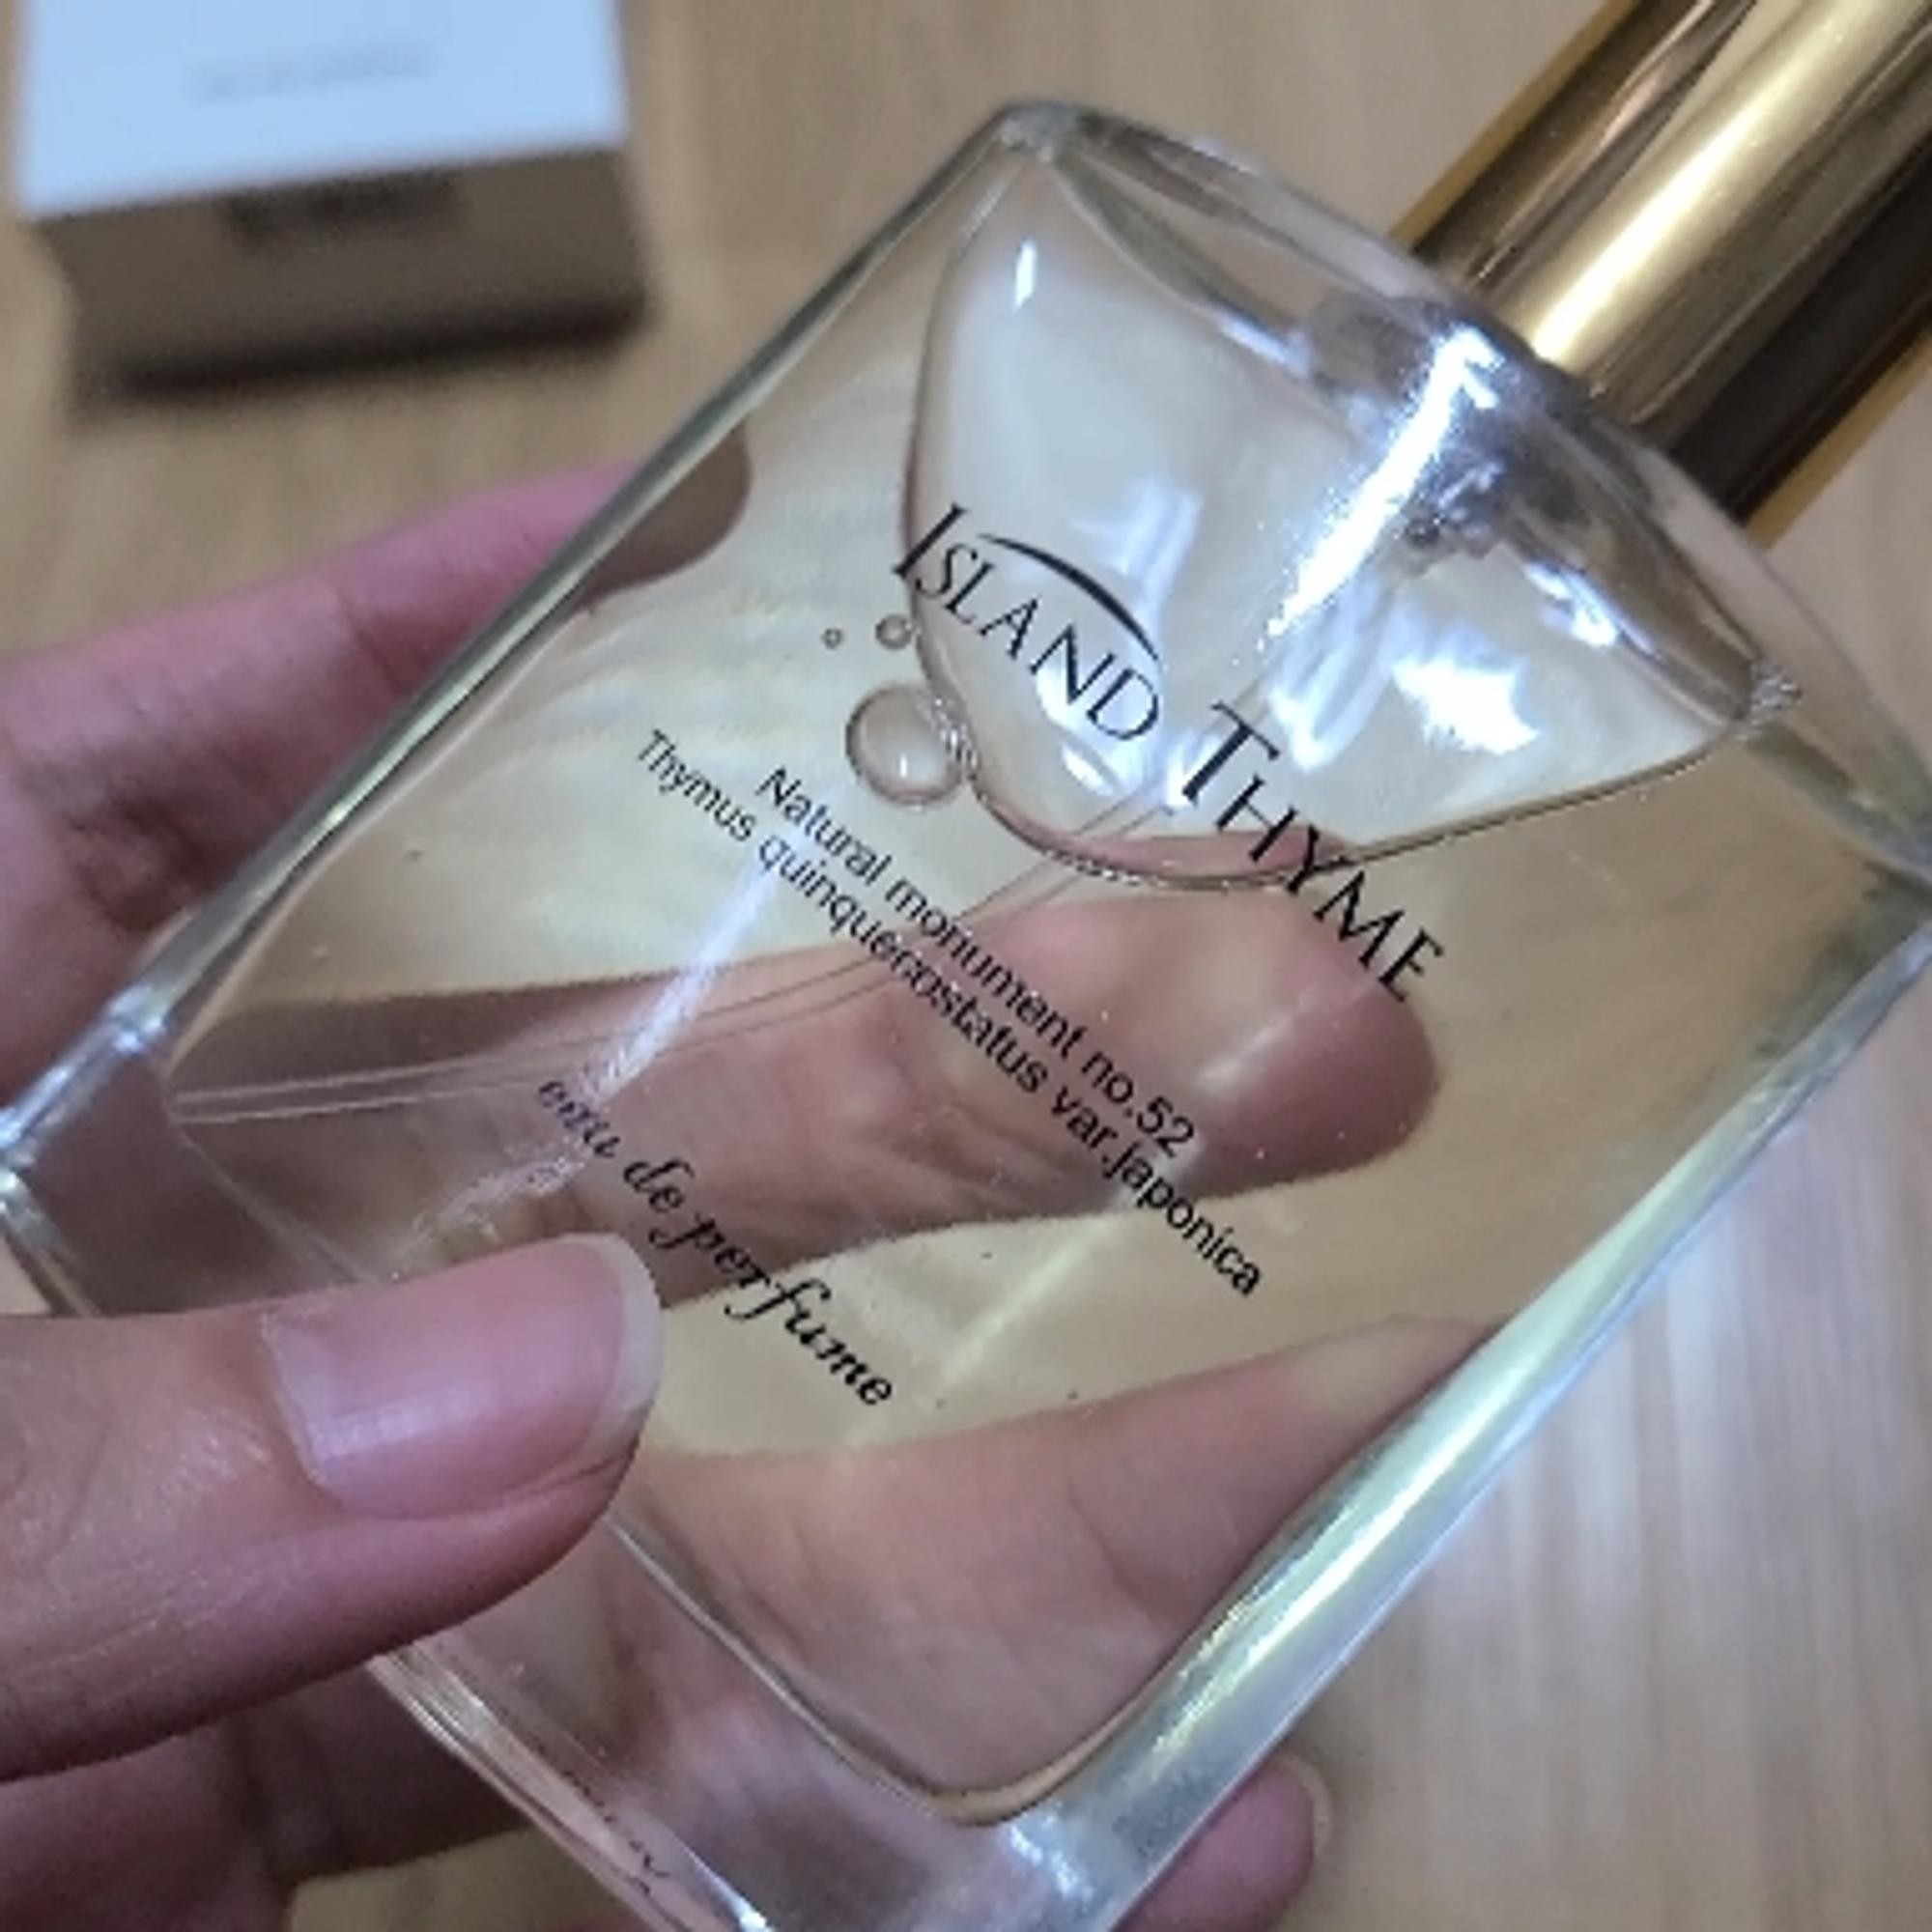 ISLAND THYME
Natural monument no.52
Thymus quinquecostatus var.japonica
eau de perfume